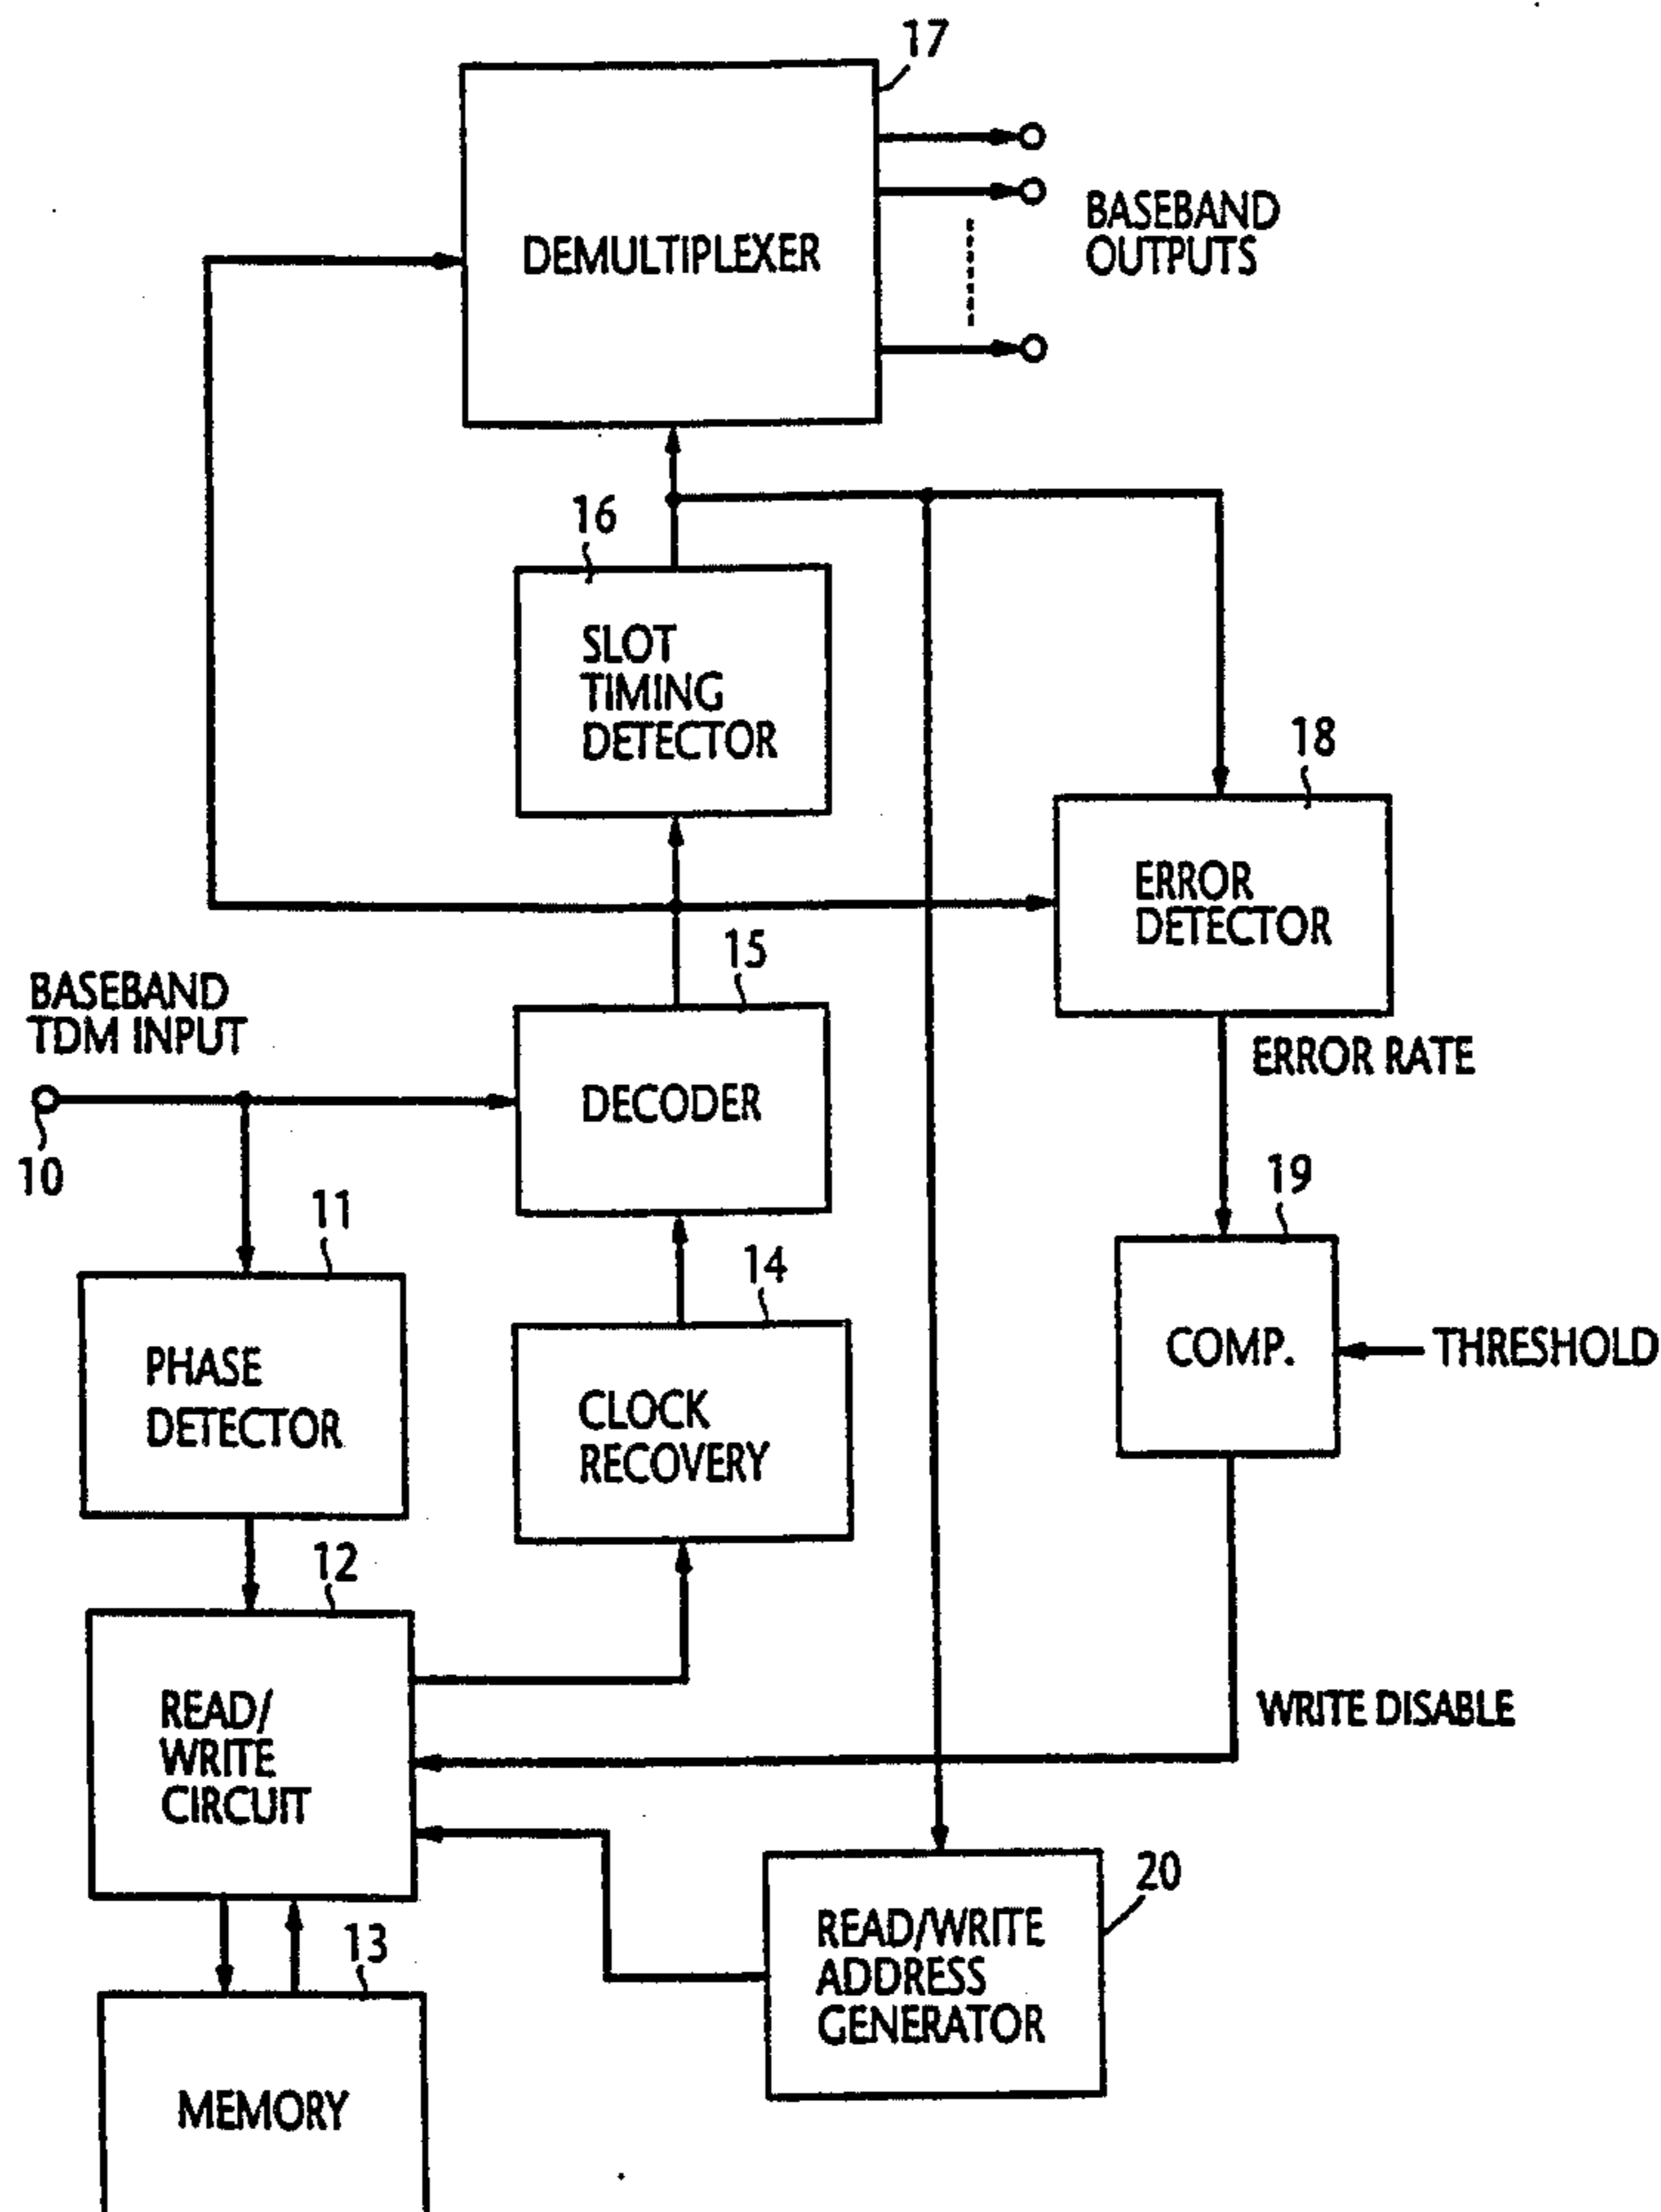 17
DEMULTIPLEXER
BASEBAND
OUTPUTS
16
SLOT
TIMING
DETECTOR
18
ERROR
DETECTOR
15
BASEBAND
TDM INPUT
DECODER
ERROR RATE
10
11
19
14
PHASE
DETECTOR
CLOCK
RECOVERY
COMP.
THRESHOLD
12
READ/
WRITE
CIRCUIT
WRITE DISABLE
20
READ/WRITE
ADDRESS
GENERATOR
13
MEMORY